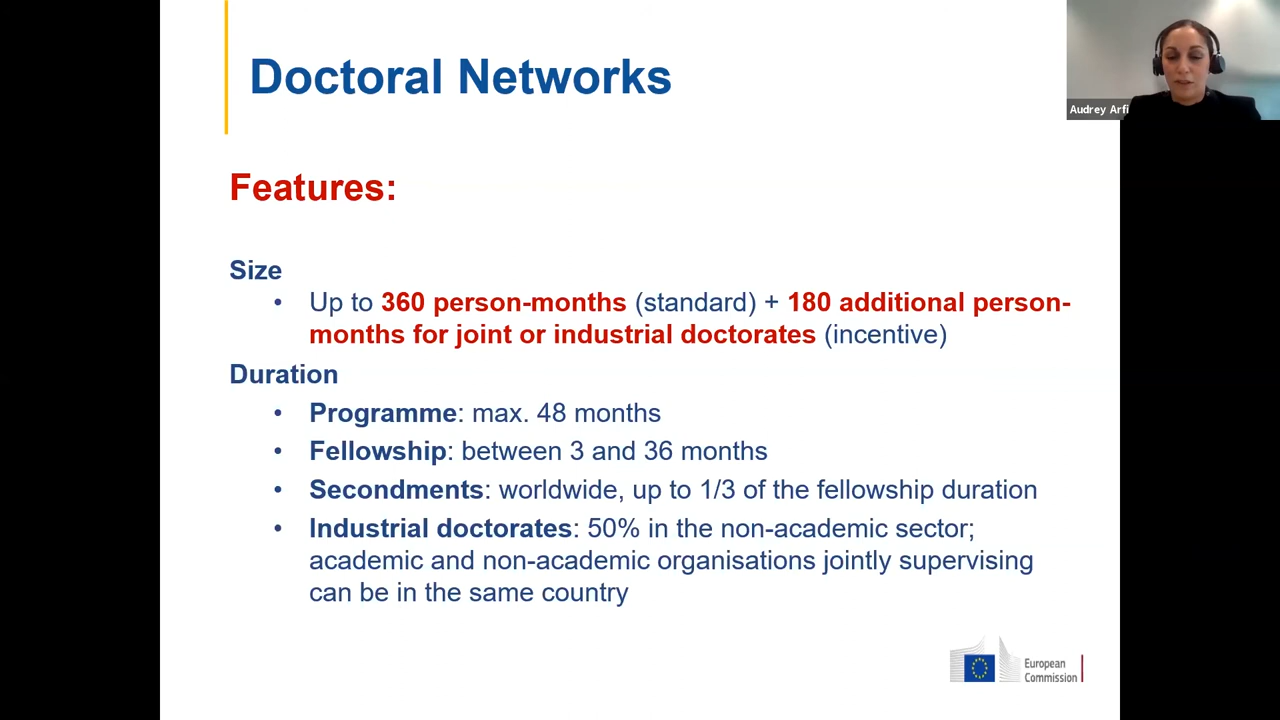 Doctoral Networks
Audrey Arfi
Features:
Size
• Up to 360 person-months (standard) + 180 additional person-
months for joint or industrial doctorates (incentive)
Duration
• Programme: max. 48 months
• Fellowship: between 3 and 36 months
• Secondments: worldwide, up to 1/3 of the fellowship duration
• Industrial doctorates: 50% in the non-academic sector;
academic and non-academic organisations jointly supervising
can be in the same country
European
Commission